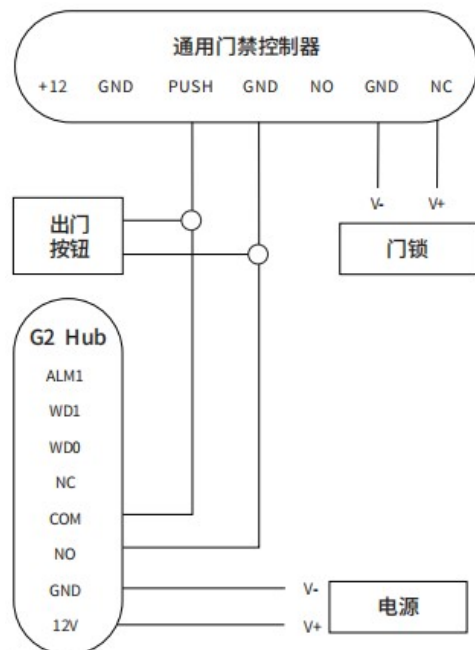 通用门禁控制器
+12 GND PUSH GND NO GND NC
V- V+
出门
按钮
门锁
G2 Hub
ALM1
WD1
WD0
NC
COM
NO
GND
12V
V-
V+
电源